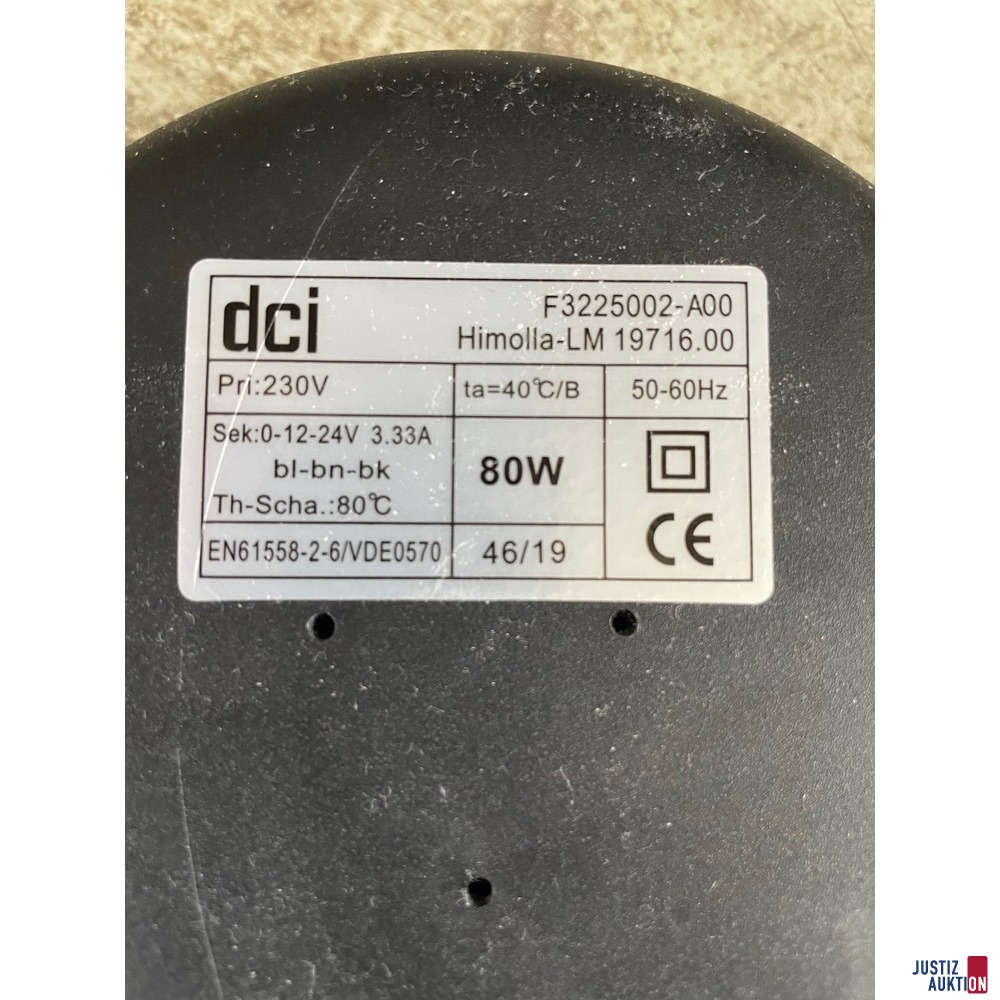 dci
F3225002-A00
Himolla-LM 19716.00
Pri:230V
ta=40℃/B
50-60Hz
Sek:0-12-24V 3.33A
bl-bn-bk
Th-Scha.:80℃
80W
EN61558-2-6/VDE0570
46/19
CE
JUSTIZ
AUKTION